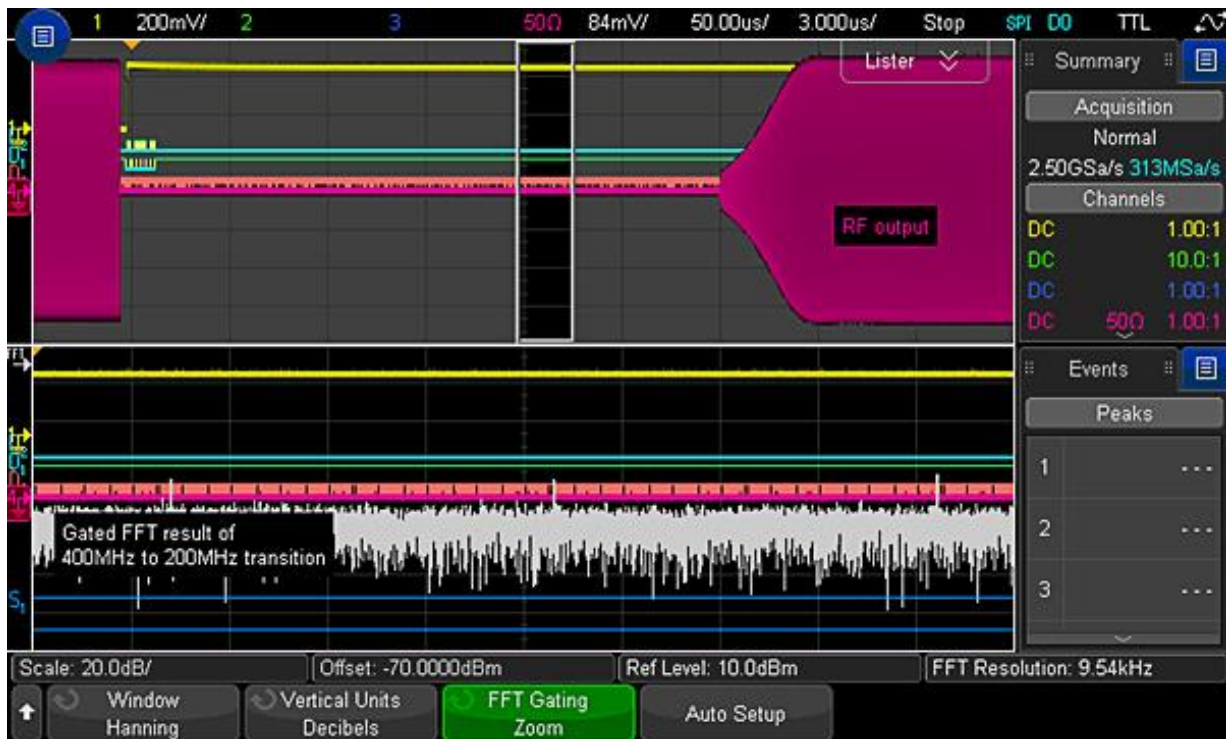 1 200mV/ 2 3 50Ω 84mV/ 50.00us/ 3.000us/ Stop SPI D0 TTL
Lister
Summary
Acquisition
Normal
2.50GSa/s 313MSa/s
Channels
DC 1.00:1
DC 10.0:1
DC 1.00:1
DC 50Ω 1.00:1
RF output
FFT
Events
Peaks
1 ---
2 ---
3 ---
Gated FFT result of
400MHz to 200MHz transition
S1
Scale: 20.0dB/ Offset: -70.0000dBm Ref Level: 10.0dBm FFT Resolution: 9.54kHz
Window
Hanning
Vertical Units
Decibels
FFT Gating
Zoom
Auto Setup